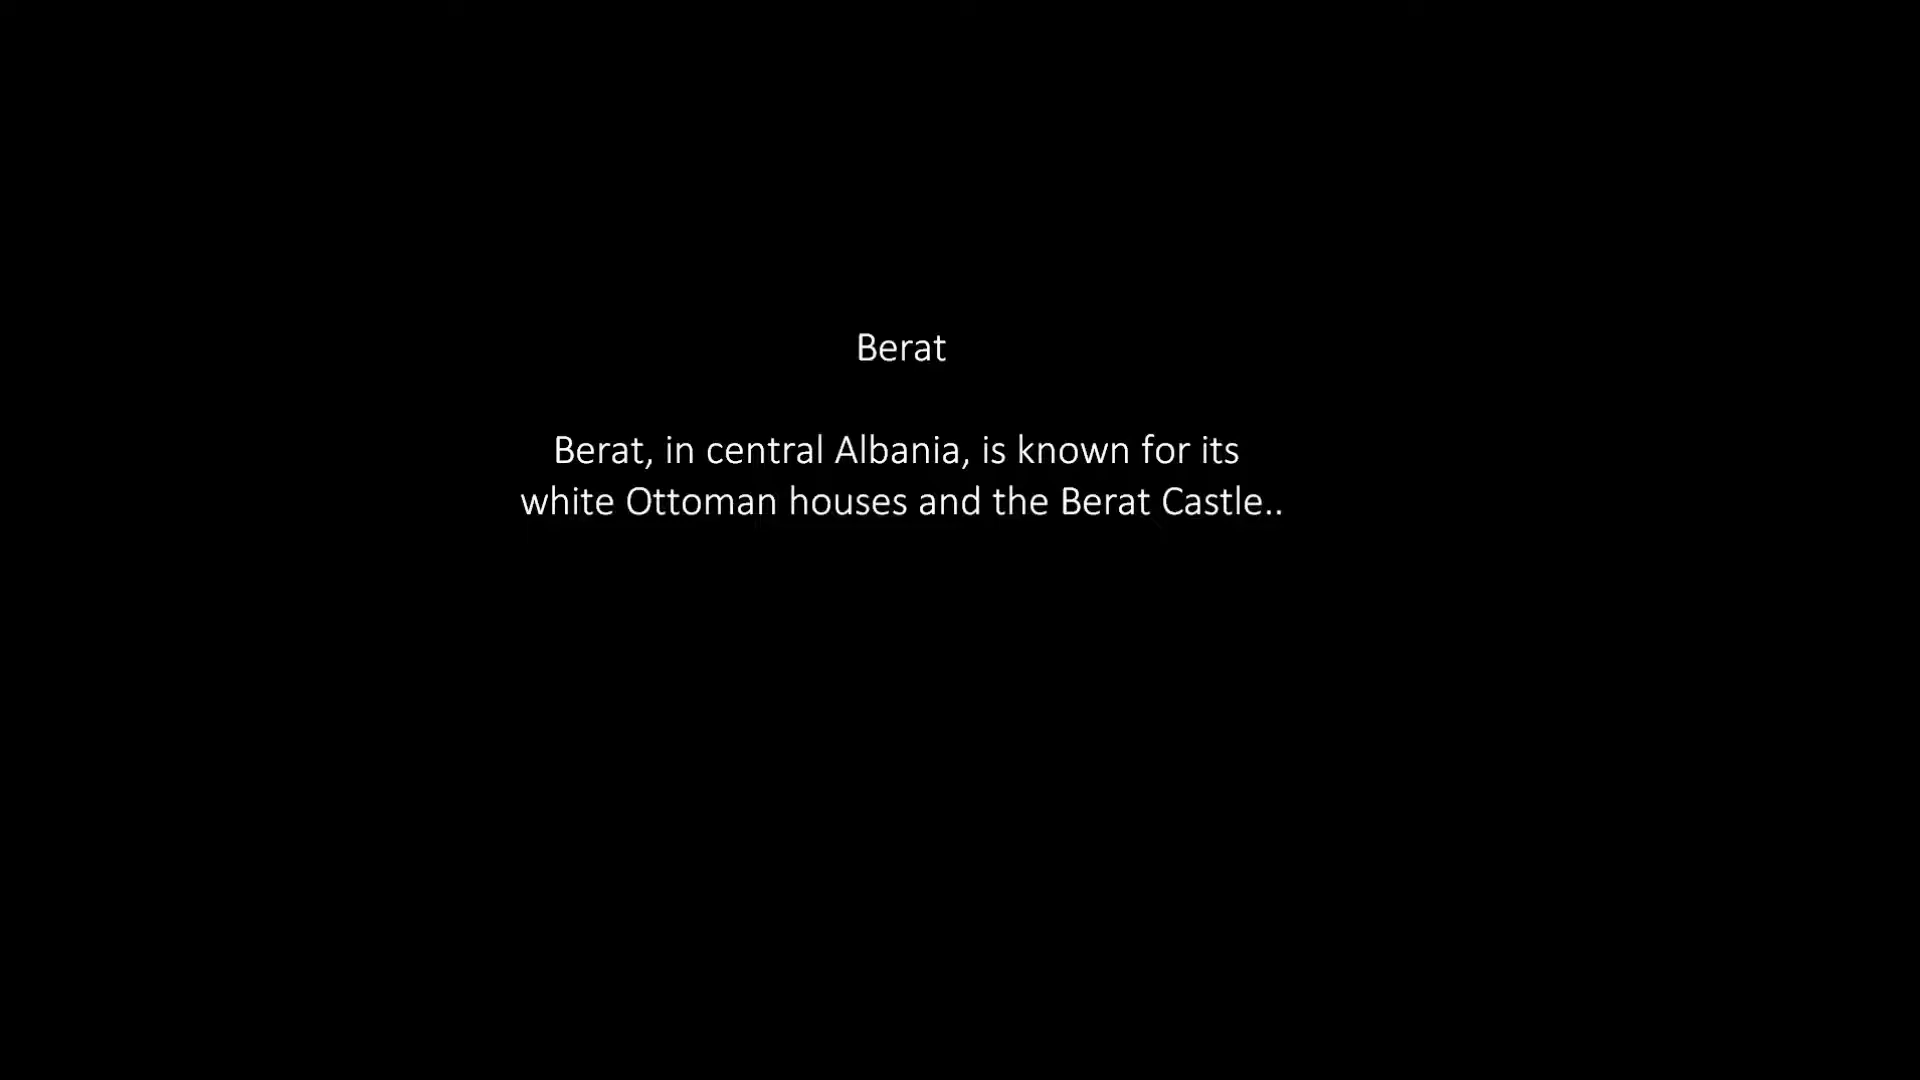 Berat
Berat, in central Albania, is known for its
white Ottoman houses and the Berat Castle..